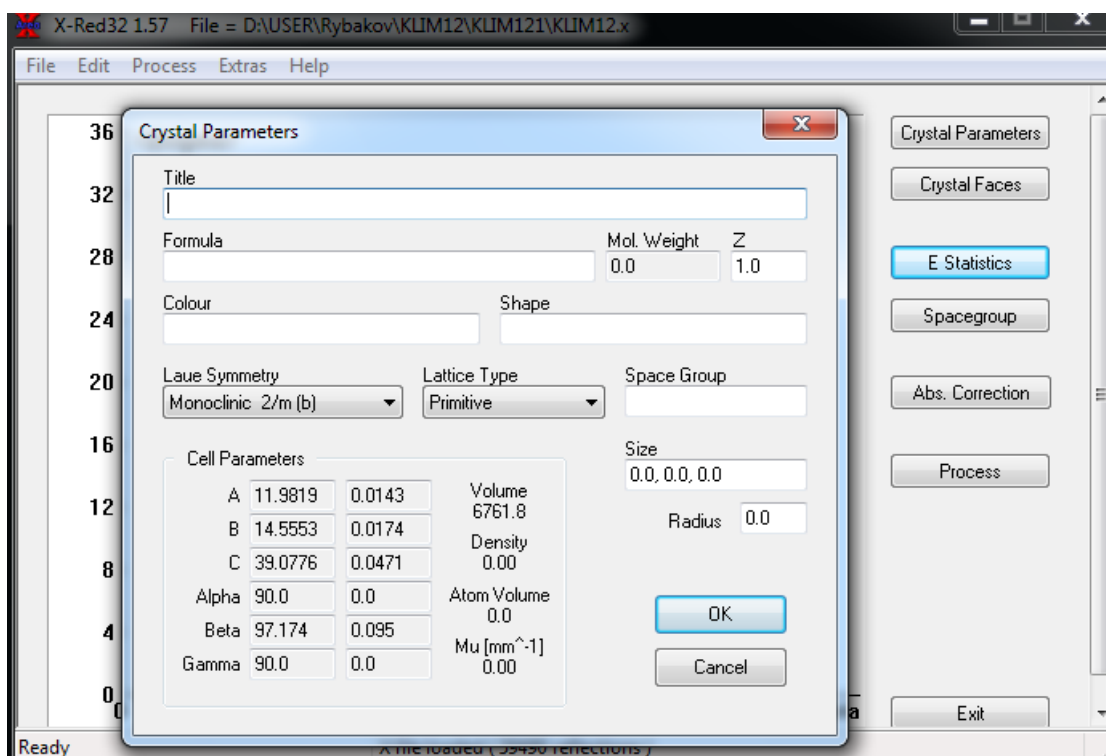 X-Red32 1.57 File = D:\USER\Rybakov\KLIM12\KLIM121\KLIM12.x
File Edit Process Extras Help
Crystal Parameters
Title
Formula Mol. Weight Z
0.0 1.0
Colour Shape
Laue Symmetry Lattice Type Space Group
Monoclinic 2/m (b) Primitive
Cell Parameters
A 11.9819 0.0143
B 14.5553 0.0174
C 39.0776 0.0471
Alpha 90.0 0.0
Beta 97.174 0.095
Gamma 90.0 0.0
Volume
6761.8
Density
0.00
Atom Volume
0.0
Mu [mm^-1]
0.00
Size
0.0, 0.0, 0.0
Radius 0.0
OK
Cancel
36
32
28
24
20
16
12
8
4
0
Crystal Parameters
Crystal Faces
E Statistics
Spacegroup
Abs. Correction
Process
Exit
Ready